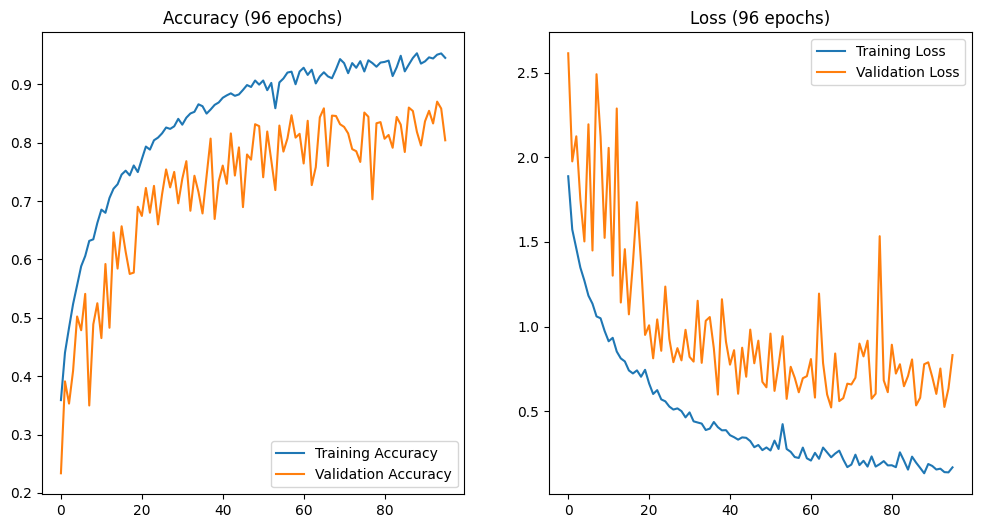 Accuracy (96 epochs)
0.9
0.8
0.7
0.6
0.5
0.4
0.3
0.2
0 20 40 60 80
Training Accuracy
Validation Accuracy
Loss (96 epochs)
2.5
2.0
1.5
1.0
0.5
0 20 40 60 80
Training Loss
Validation Loss